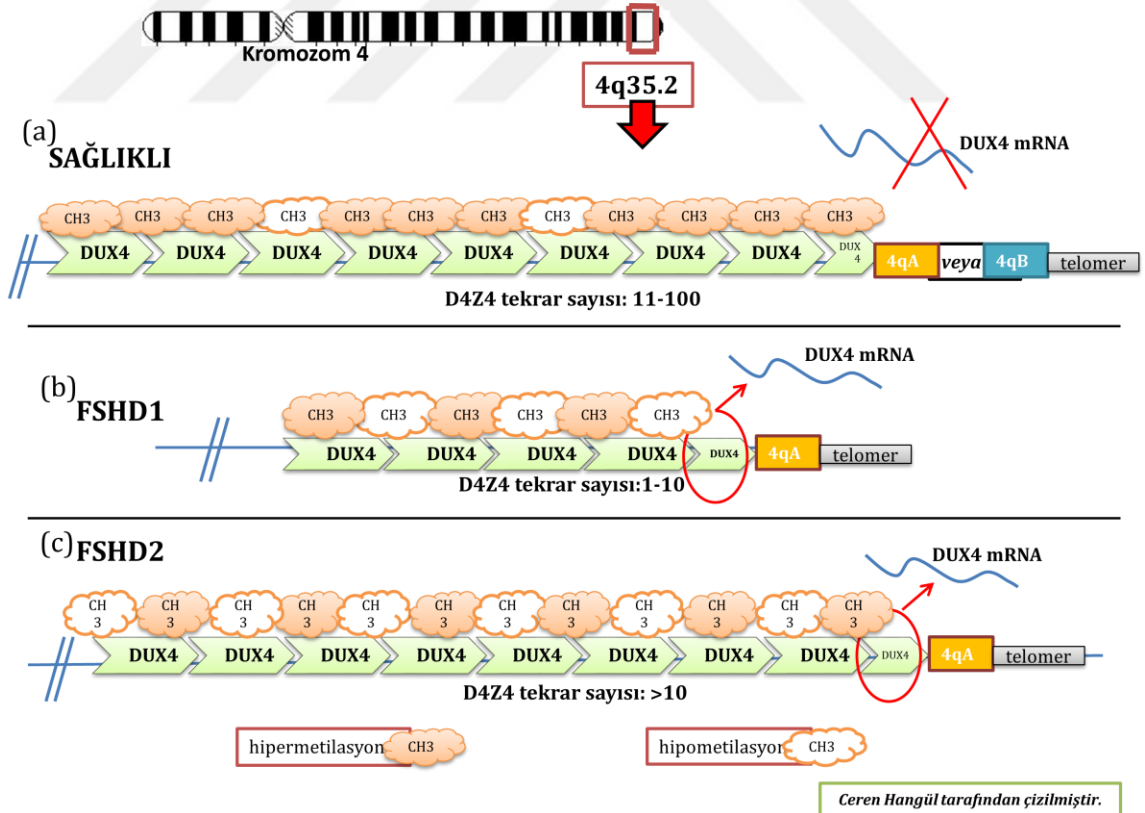 Kromozom 4
4q35.2
(a)
SAĞLIKLI
DUX4 mRNA
CH3 CH3 CH3 CH3 CH3 CH3 CH3 CH3 CH3 CH3 CH3 CH3
DUX4 DUX4 DUX4 DUX4 DUX4 DUX4 DUX4 DUX4 DUX4 DUX
4
4qA veya 4qB telomer
D4Z4 tekrar sayısı: 11-100
(b)
FSHD1
DUX4 mRNA
CH3 CH3 CH3 CH3 CH3 CH3
DUX4 DUX4 DUX4 DUX4 DUX4 4qA telomer
D4Z4 tekrar sayısı:1-10
(c)
FSHD2
DUX4 mRNA
CH CH CH CH CH CH CH CH CH CH CH CH
3 3 3 3 3 3 3 3 3 3 3 3
DUX4 DUX4 DUX4 DUX4 DUX4 DUX4 DUX4 DUX4 DUX4 4qA telomer
D4Z4 tekrar sayısı: >10
hipermetilasyon CH3
hipometilasyon CH3
Ceren Hangül tarafından çizilmiştir.